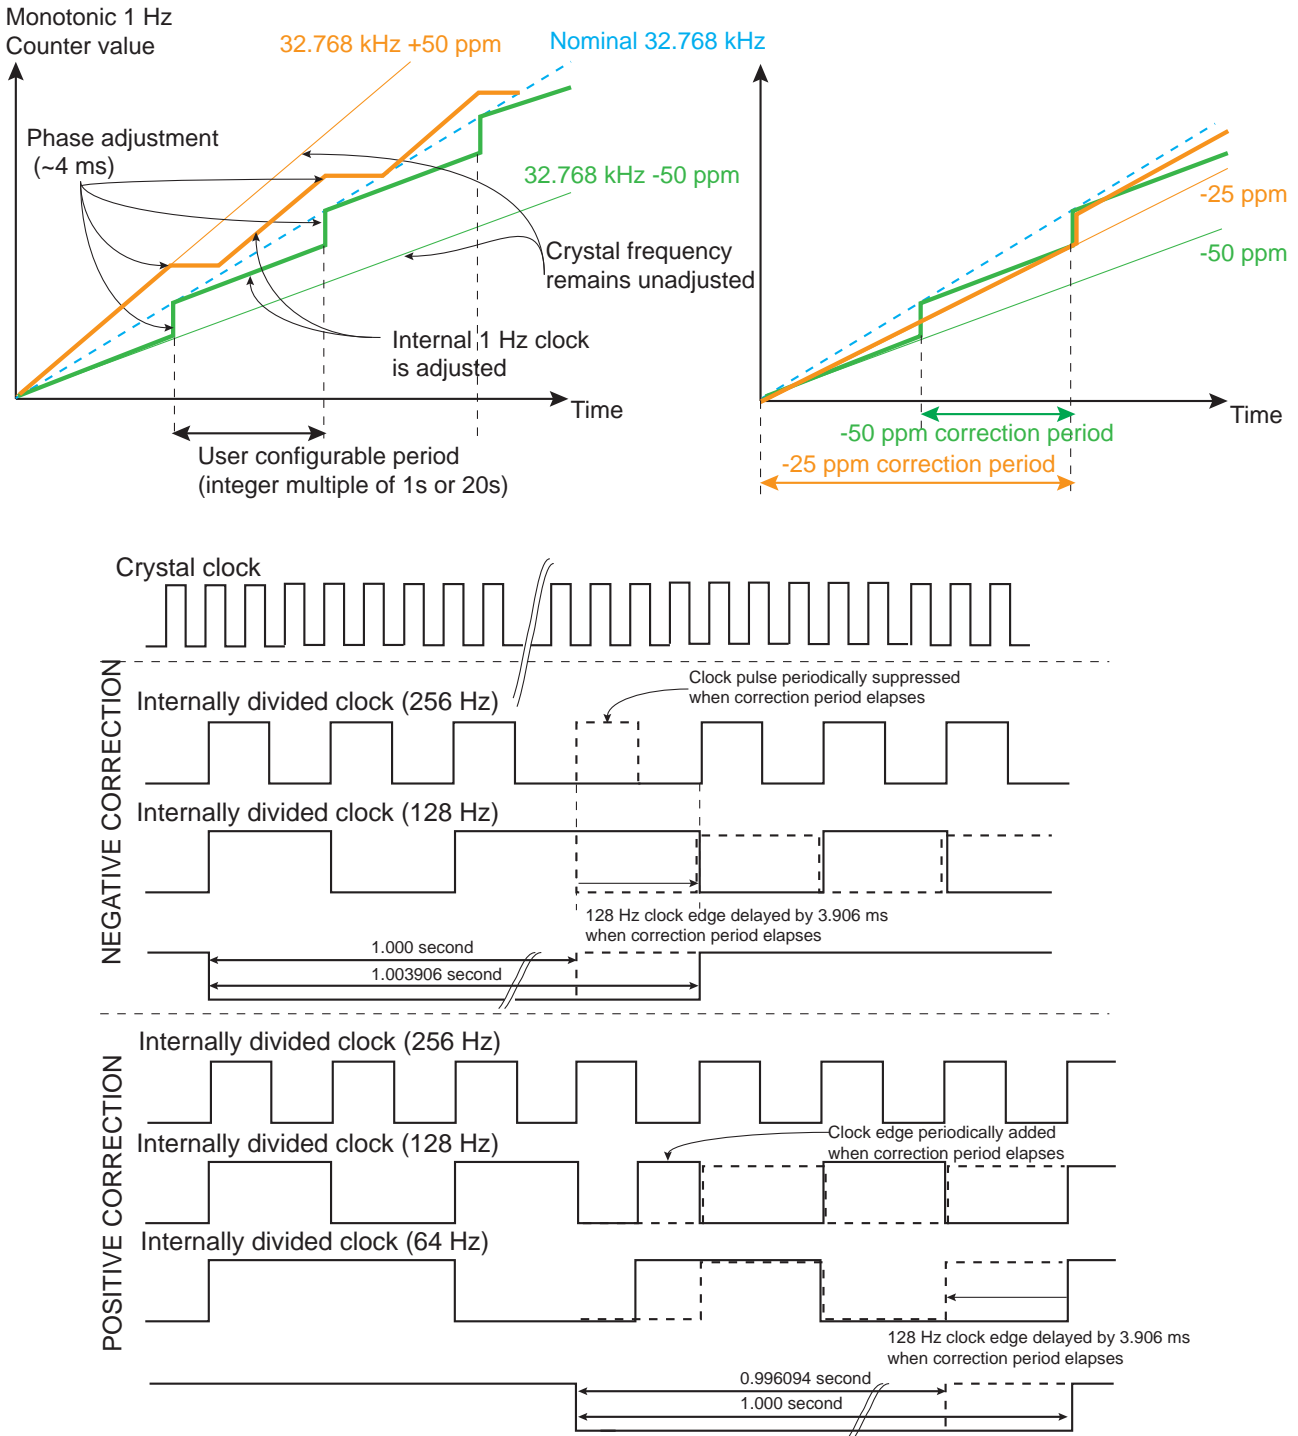 Monotonic 1 Hz
Counter value
32.768 kHz +50 ppm
Nominal 32.768 kHz
Phase adjustment
(~4 ms)
32.768 kHz -50 ppm
Crystal frequency
remains unadjusted
Internal 1 Hz clock
is adjusted
Time
User configurable period
(integer multiple of 1s or 20s)
-25 ppm
-50 ppm
Time
-50 ppm correction period
-25 ppm correction period
Crystal clock
NEGATIVE CORRECTION
Internally divided clock (256 Hz)
Clock pulse periodically suppressed
when correction period elapses
Internally divided clock (128 Hz)
128 Hz clock edge delayed by 3.906 ms
when correction period elapses
1.000 second
1.003906 second
POSITIVE CORRECTION
Internally divided clock (256 Hz)
Internally divided clock (128 Hz)
Clock edge periodically added
when correction period elapses
Internally divided clock (64 Hz)
128 Hz clock edge delayed by 3.906 ms
when correction period elapses
0.996094 second
1.000 second